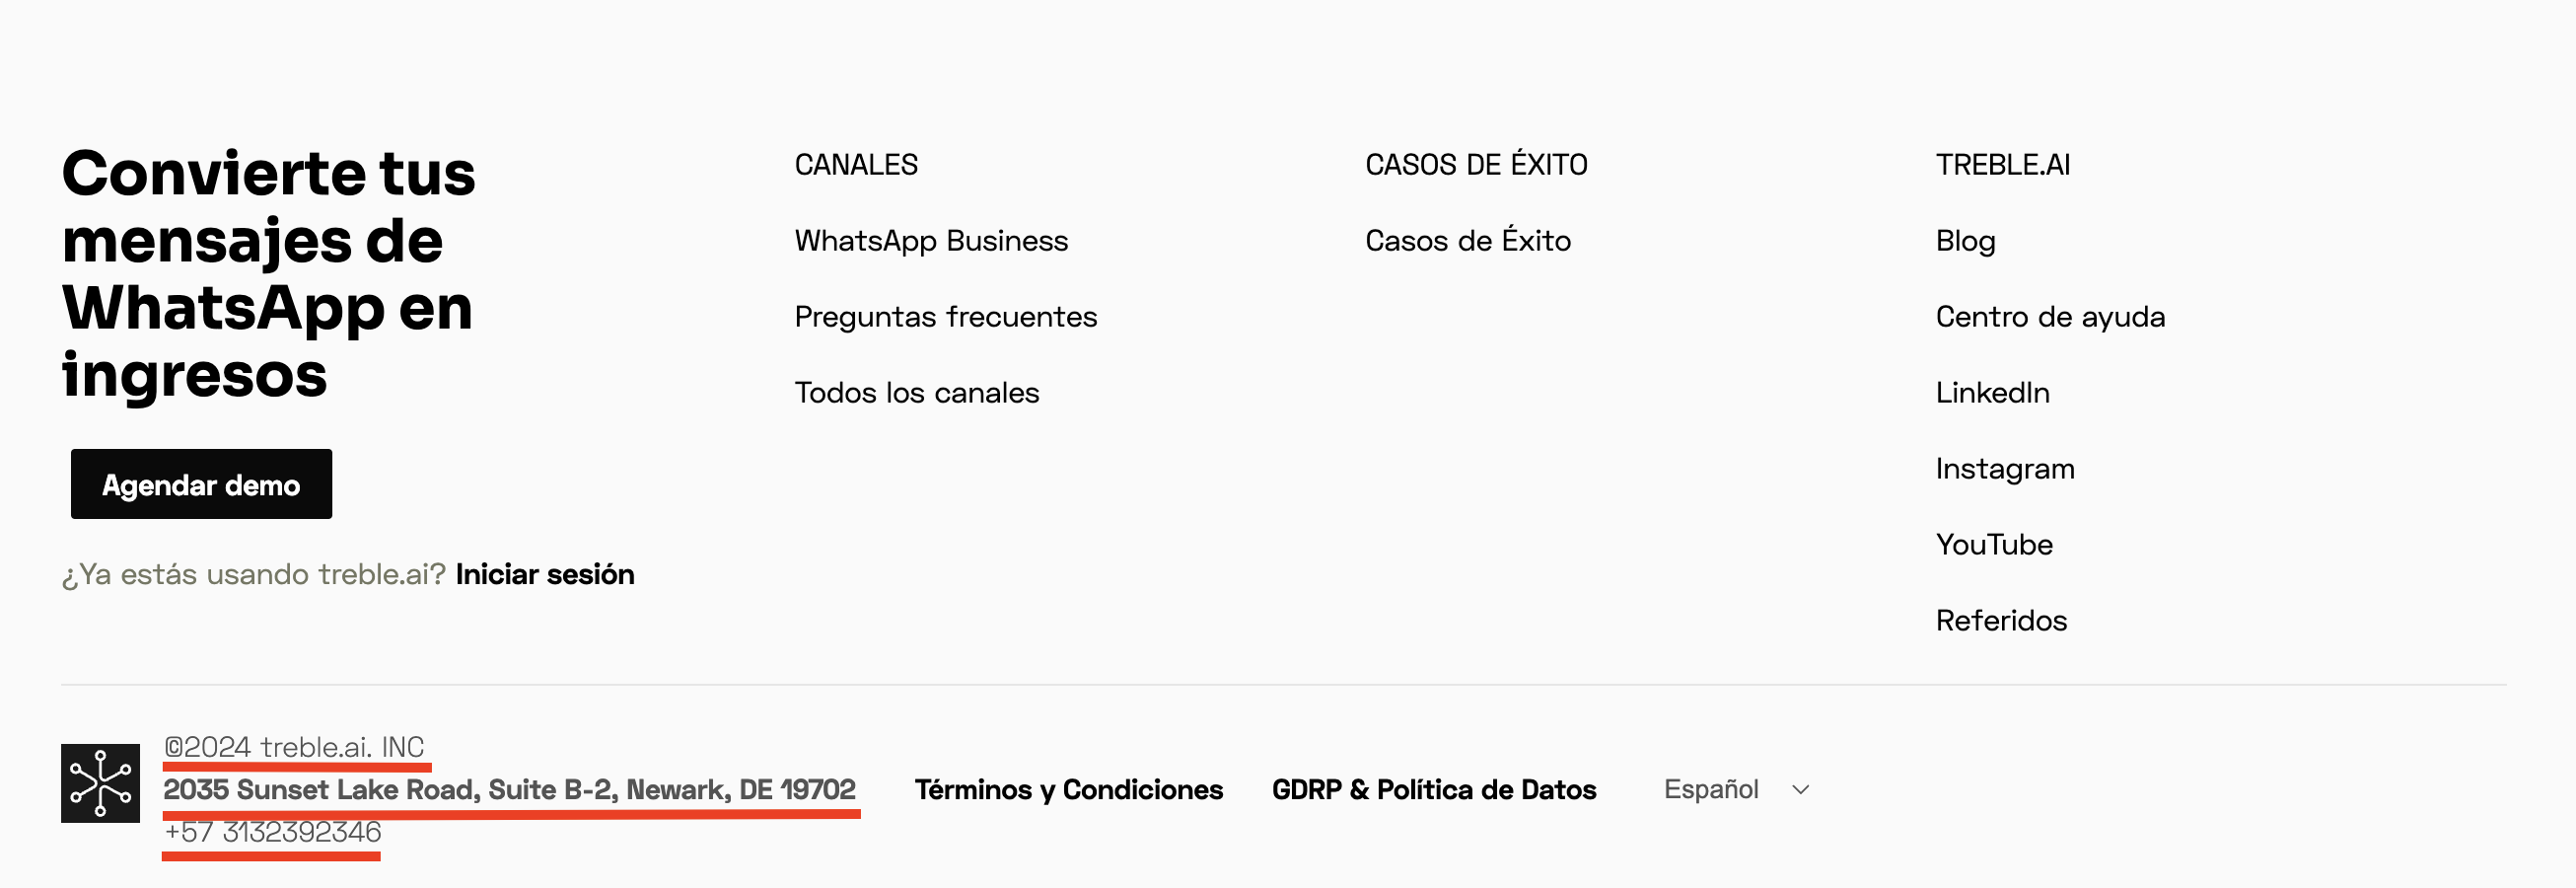 Convierte tus
mensajes de
WhatsApp en
ingresos
Agendar demo
¿Ya estás usando treble.ai? Iniciar sesión
CANALES
WhatsApp Business
Preguntas frecuentes
Todos los canales
CASOS DE ÉXITO
Casos de Éxito
TREBLE.AI
Blog
Centro de ayuda
LinkedIn
Instagram
YouTube
Referidos
©2024 treble.ai. INC
2035 Sunset Lake Road, Suite B-2, Newark, DE 19702
+57 3132392346
Términos y Condiciones
GDRP & Política de Datos
Español